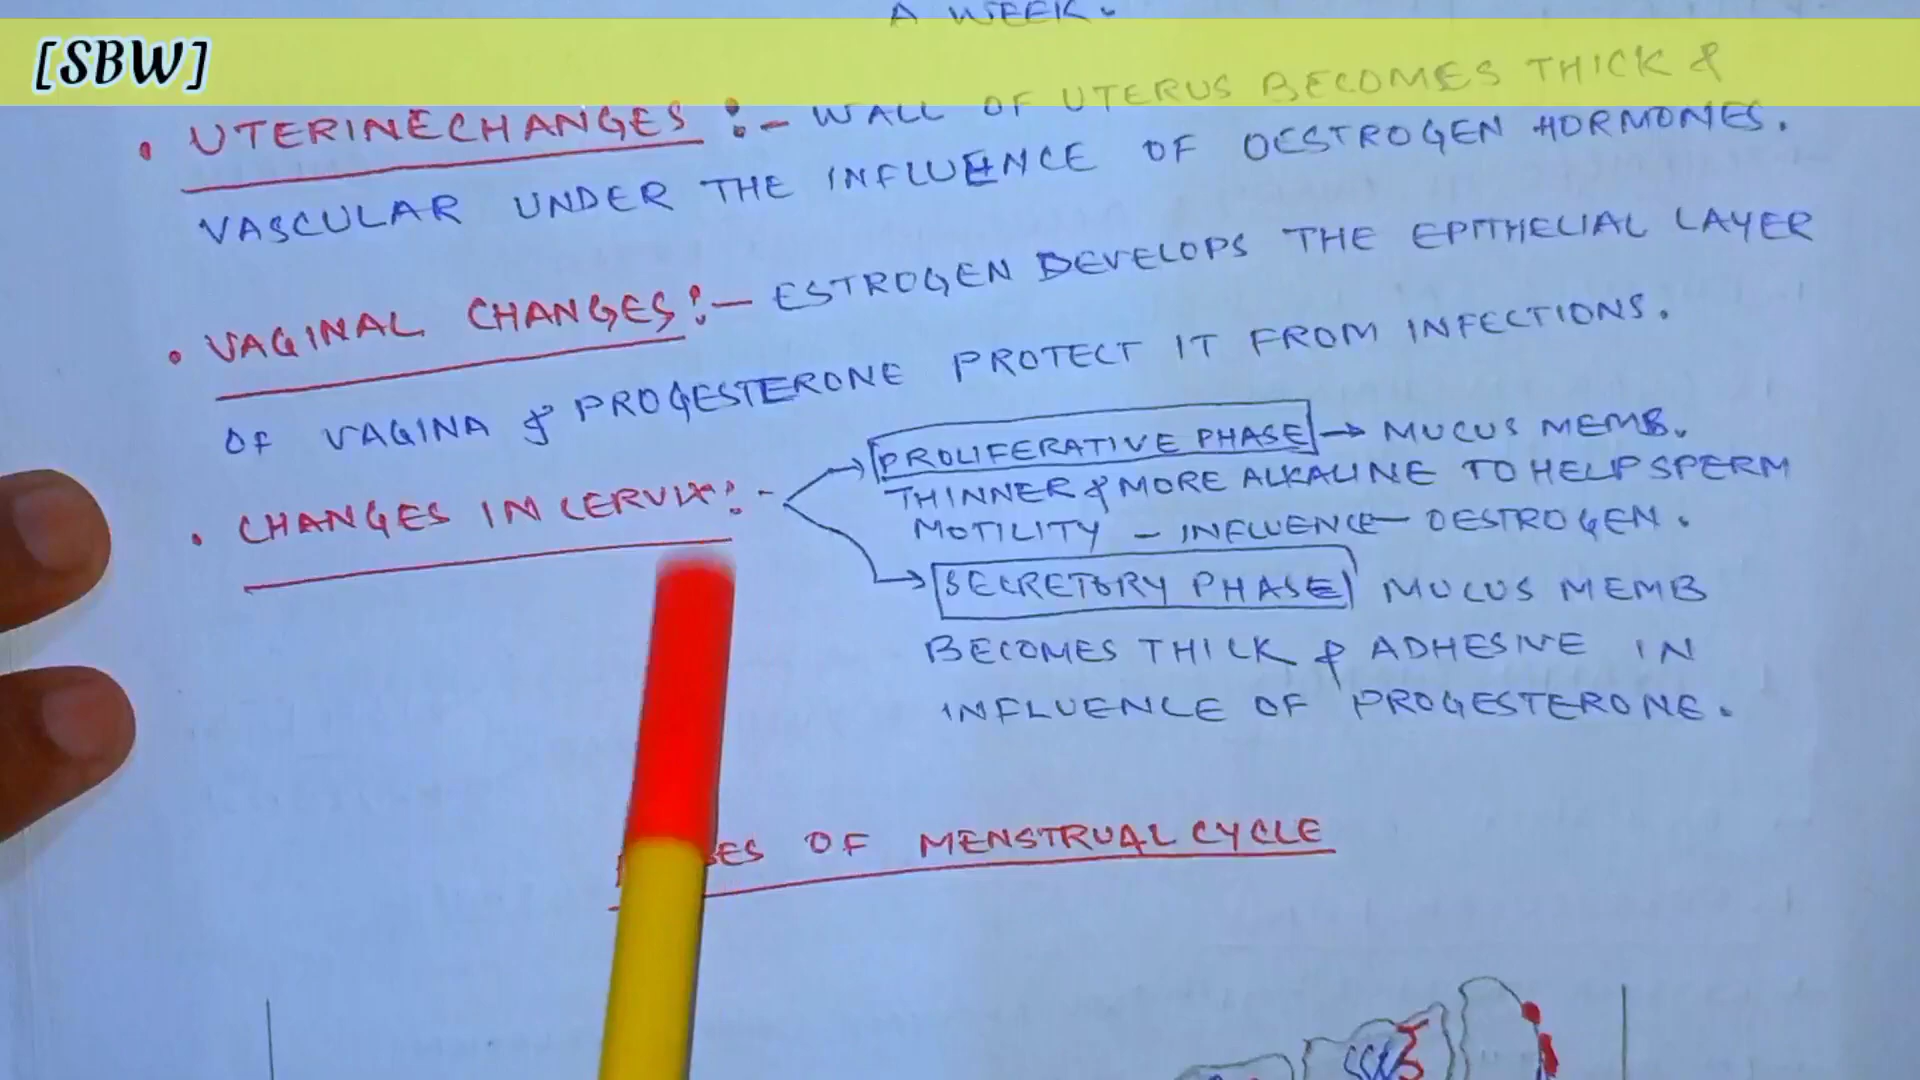 A WEEK.
[SBW]
• UTERINE CHANGES :- WALL OF UTERUS BECOMES THICK &
VASCULAR UNDER THE INFLUENCE OF OESTROGEN HORMONES.
• VAGINAL CHANGES :- ESTROGEN DEVELOPS THE EPITHELIAL LAYER
OF VAGINA & PROGESTERONE PROTECT IT FROM INFECTIONS.
• CHANGES IN CERVIX :-
PROLIFERATIVE PHASE → MUCUS MEMB.
THINNER & MORE ALKALINE TO HELP SPERM
MOTILITY - INFLUENCE - OESTROGEN.
SECRETORY PHASE MUCUS MEMB
BECOMES THICK & ADHESIVE IN
INFLUENCE OF PROGESTERONE.
OF MENSTRUAL CYCLE